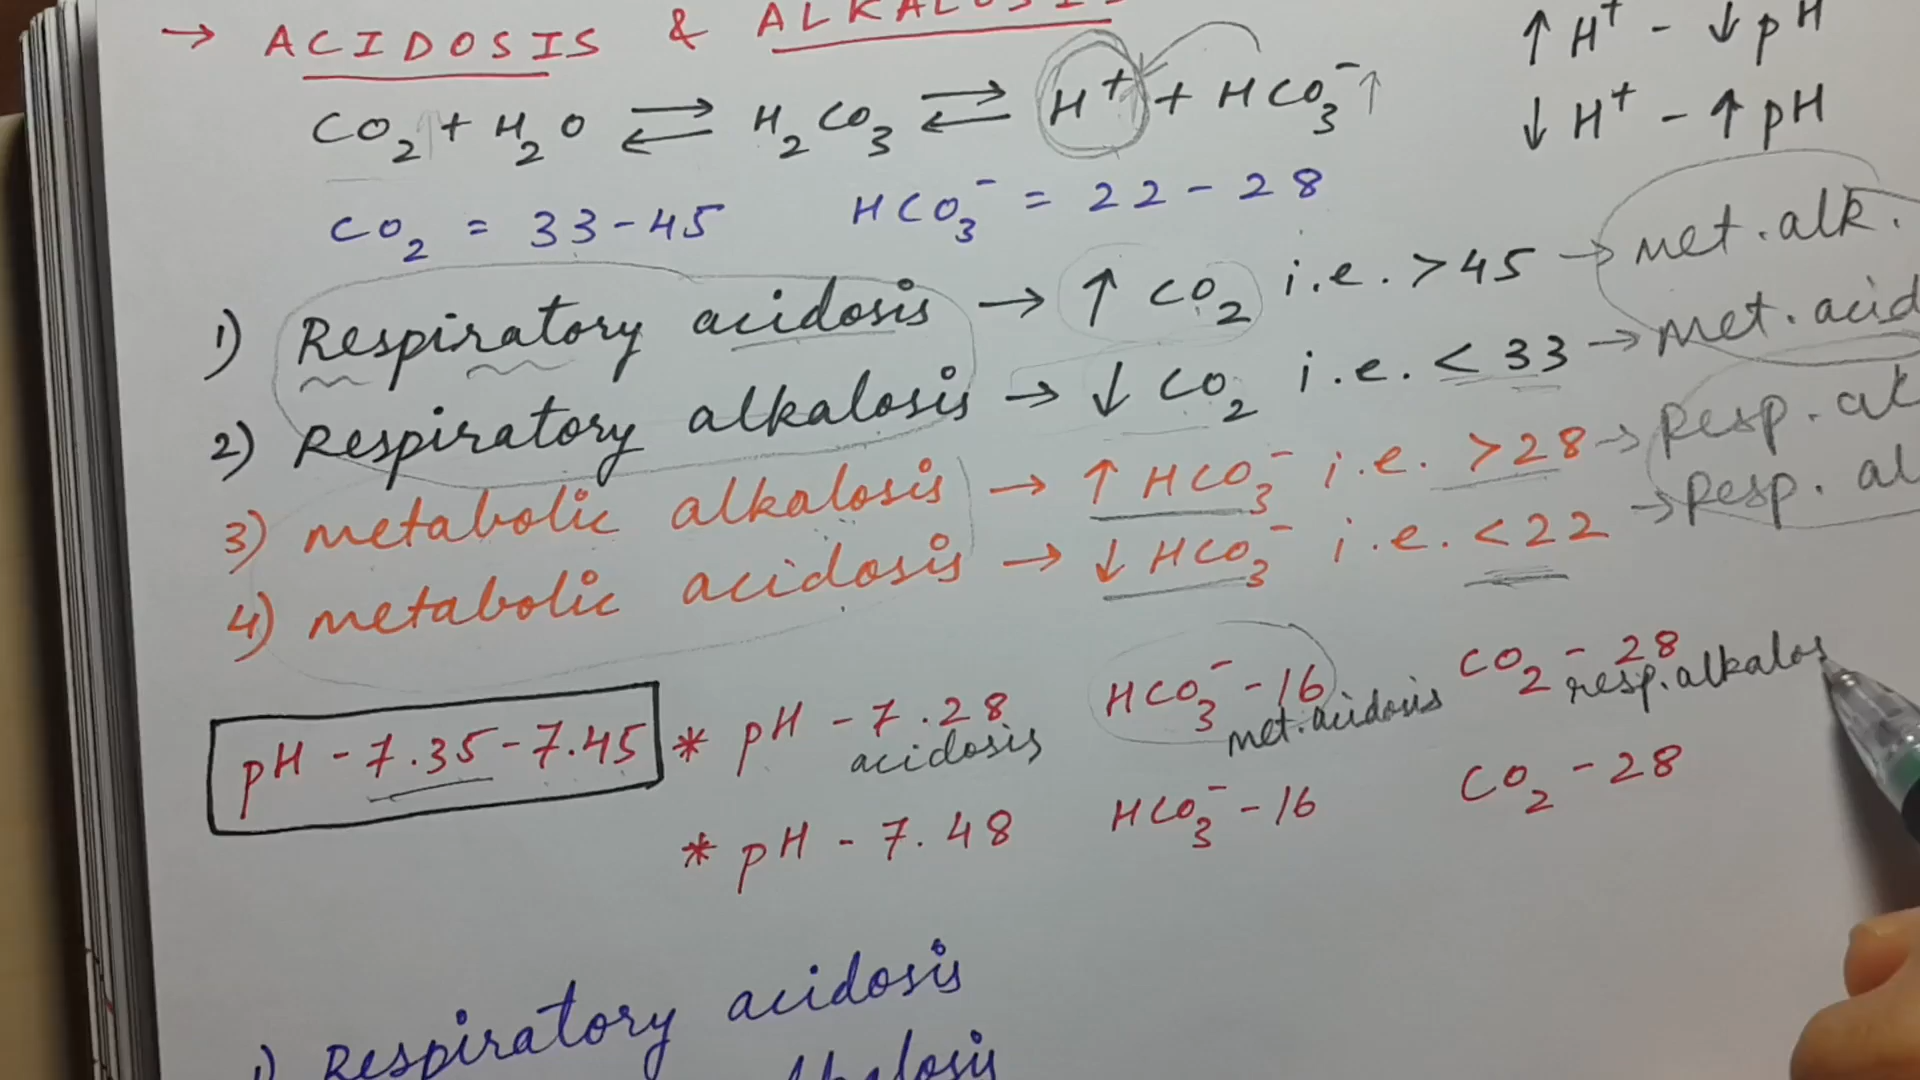 → ACIDOSIS & ALKALOSIS
↑ H⁺ - ↓ pH
CO₂↑ + H₂O ⇌ H₂CO₃ ⇌ H⁺ + HCO₃⁻↑
↓ H⁺ - ↑ pH
CO₂ = 33-45 HCO₃⁻ = 22-28
1) Respiratory acidosis → ↑ CO₂ i.e. >45 → met.alk.
2) Respiratory alkalosis → ↓ CO₂ i.e. < 33 → met.acid
3) metabolic alkalosis → ↑ HCO₃⁻ i.e. >28 → Resp.
4) metabolic acidosis → ↓ HCO₃⁻ i.e. <22 → Resp. al
pH - 7.35-7.45 * pH - 7.28 HCO₃⁻ - 16 CO₂ - 28
acidosis met.acidosis resp.alkalos
* pH - 7.48 HCO₃⁻ - 16 CO₂ - 28
1) Respiratory acidosis
alkalosis